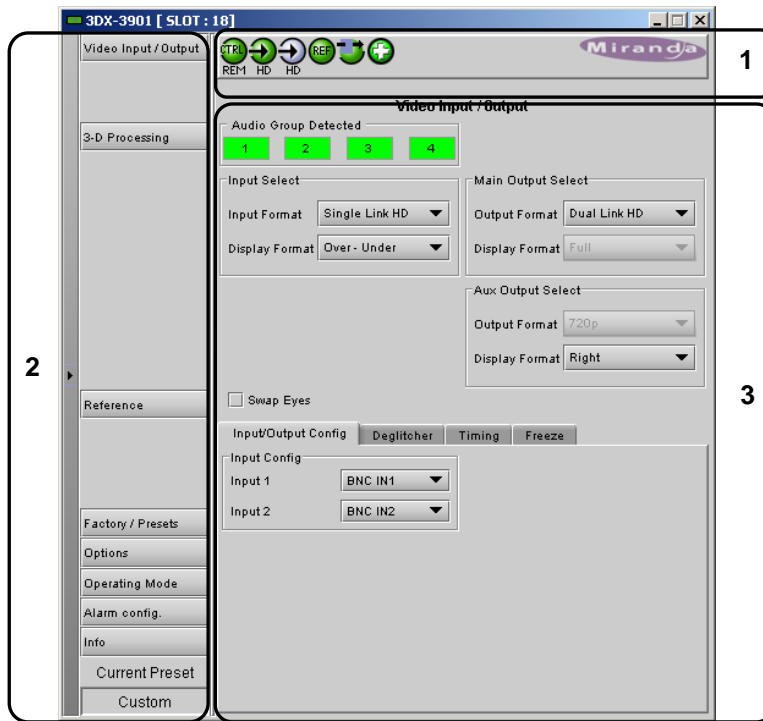 3DX-3901 [ SLOT : 18]
Video Input / Output
3-D Processing
Reference
Factory / Presets
Options
Operating Mode
Alarm config.
Info
Current Preset
Custom
2
CTRL
REF
REM HD HD
Miranda
1
Video Input / Output
Audio Group Detected
1 2 3 4
Input Select
Input Format Single Link HD
Display Format Over - Under
Main Output Select
Output Format Dual Link HD
Display Format Full
Aux Output Select
Output Format 720p
Display Format Right
Swap Eyes
Input/Output Config Deglitcher Timing Freeze
Input Config
Input 1 BNC IN1
Input 2 BNC IN2
3